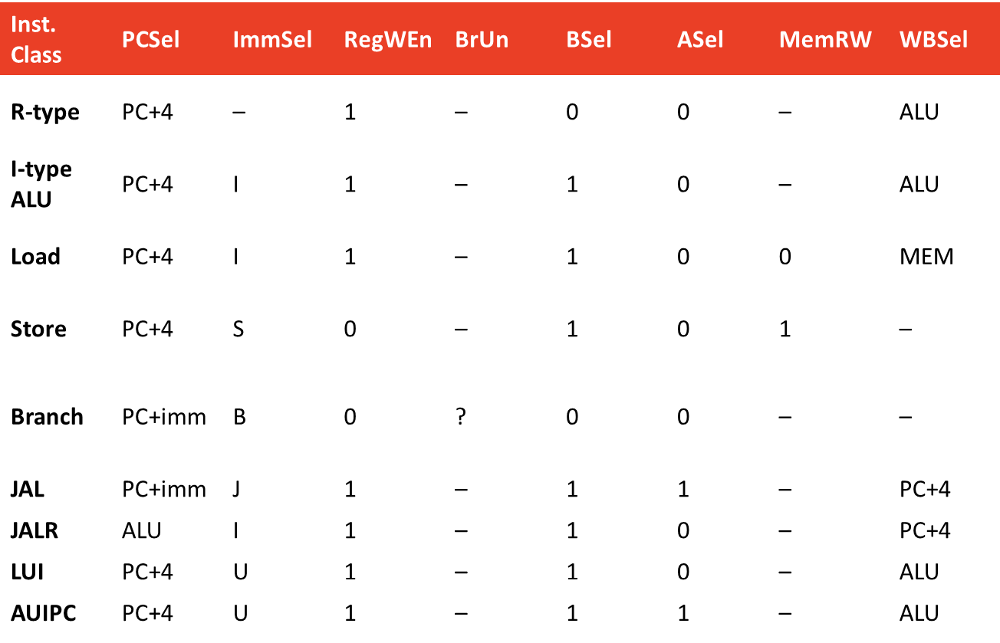 Inst. Class PCSel ImmSel RegWEn BrUn BSel ASel MemRW WBSel
R-type PC+4 – 1 – 0 0 – ALU
I-type ALU PC+4 I 1 – 1 0 – ALU
Load PC+4 I 1 – 1 0 0 MEM
Store PC+4 S 0 – 1 0 1 –
Branch PC+imm B 0 ? 0 0 – –
JAL PC+imm J 1 – 1 1 – PC+4
JALR ALU I 1 – 1 0 – PC+4
LUI PC+4 U 1 – 1 0 – ALU
AUIPC PC+4 U 1 – 1 1 – ALU